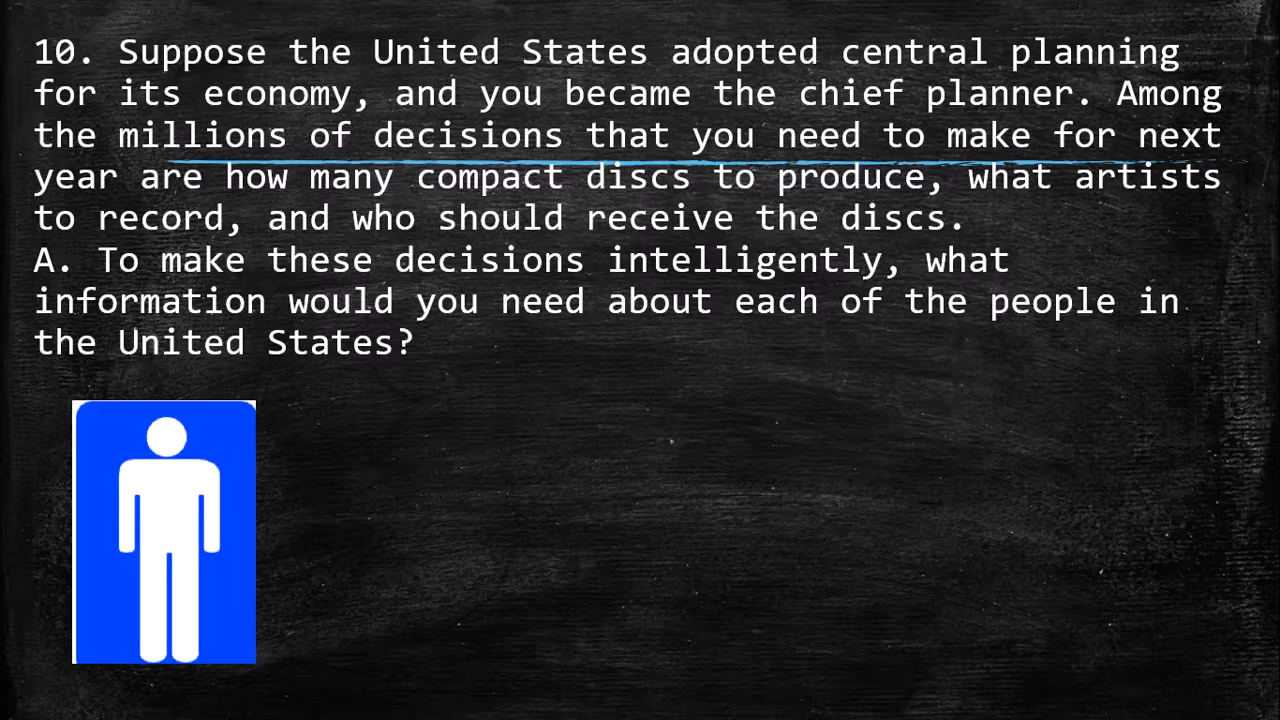 10. Suppose the United States adopted central planning
for its economy, and you became the chief planner. Among
the millions of decisions that you need to make for next
year are how many compact discs to produce, what artists
to record, and who should receive the discs.
A. To make these decisions intelligently, what
information would you need about each of the people in
the United States?